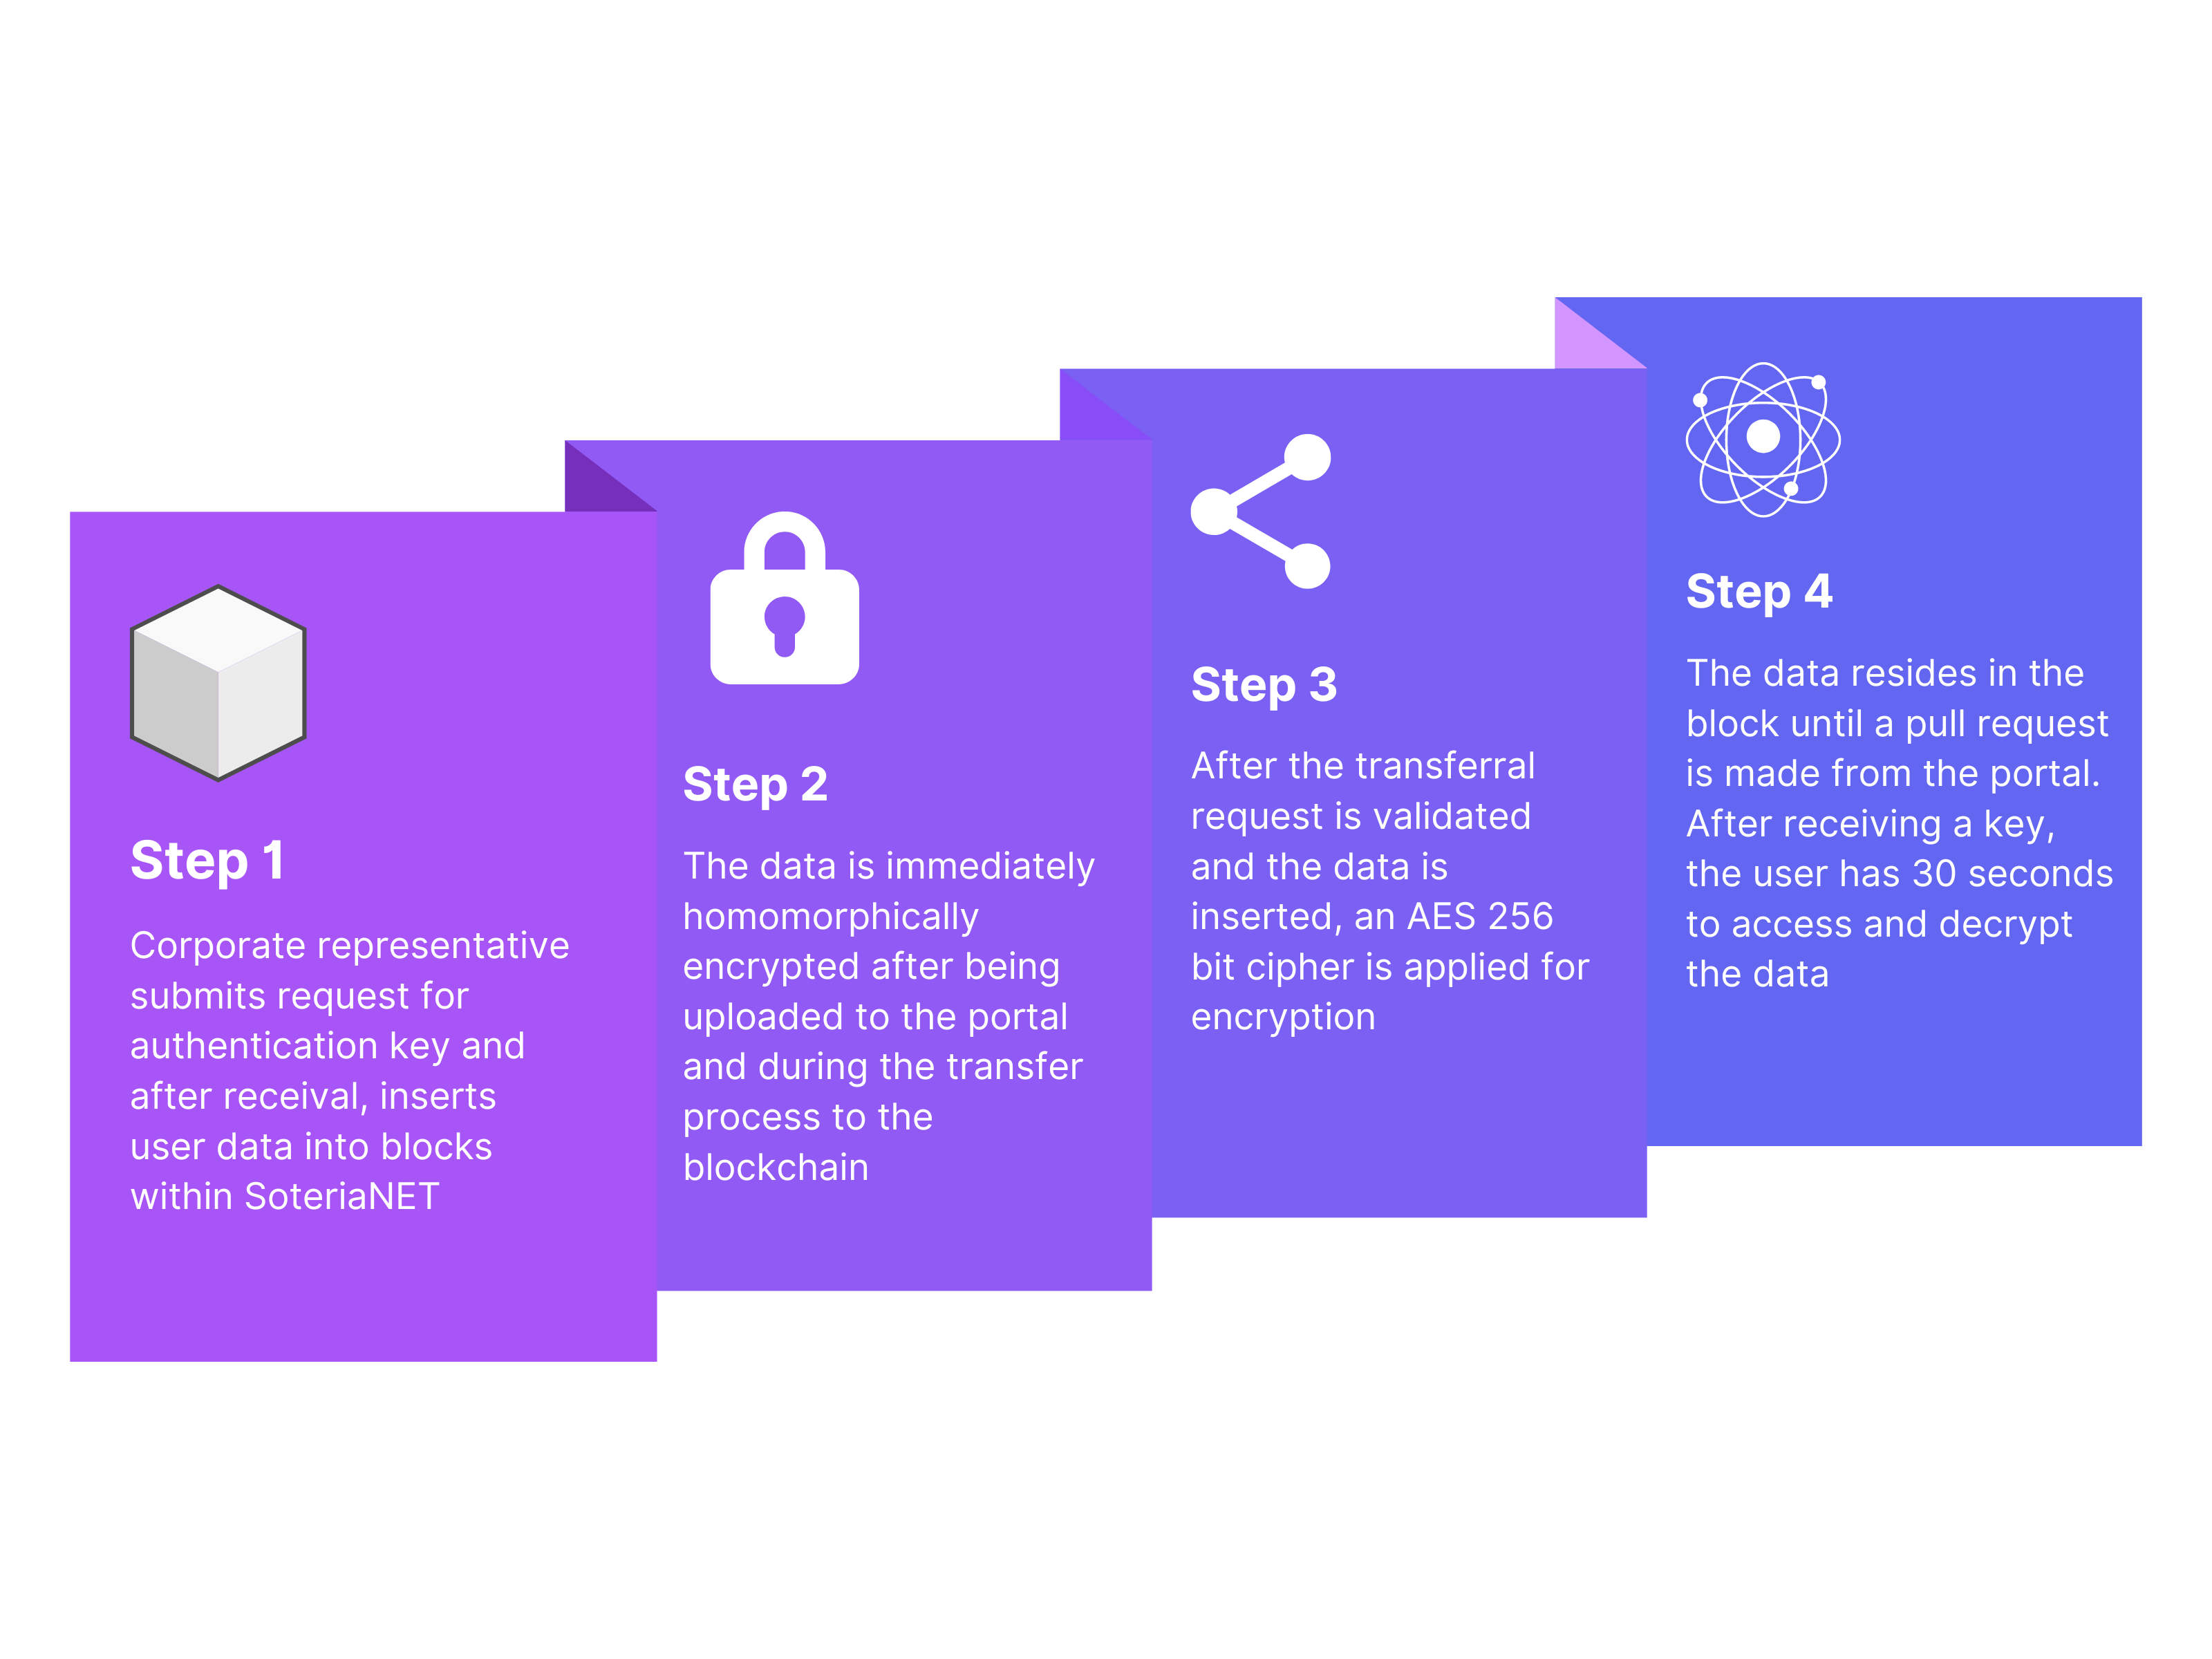 Step 1
Corporate representative
submits request for
authentication key and
after receival, inserts
user data into blocks
within SoteriaNET
Step 2
The data is immediately
homomorphically
encrypted after being
uploaded to the portal
and during the transfer
process to the
blockchain
Step 3
After the transferral
request is validated
and the data is
inserted, an AES 256
bit cipher is applied for
encryption
Step 4
The data resides in the
block until a pull request
is made from the portal.
After receiving a key,
the user has 30 seconds
to access and decrypt
the data